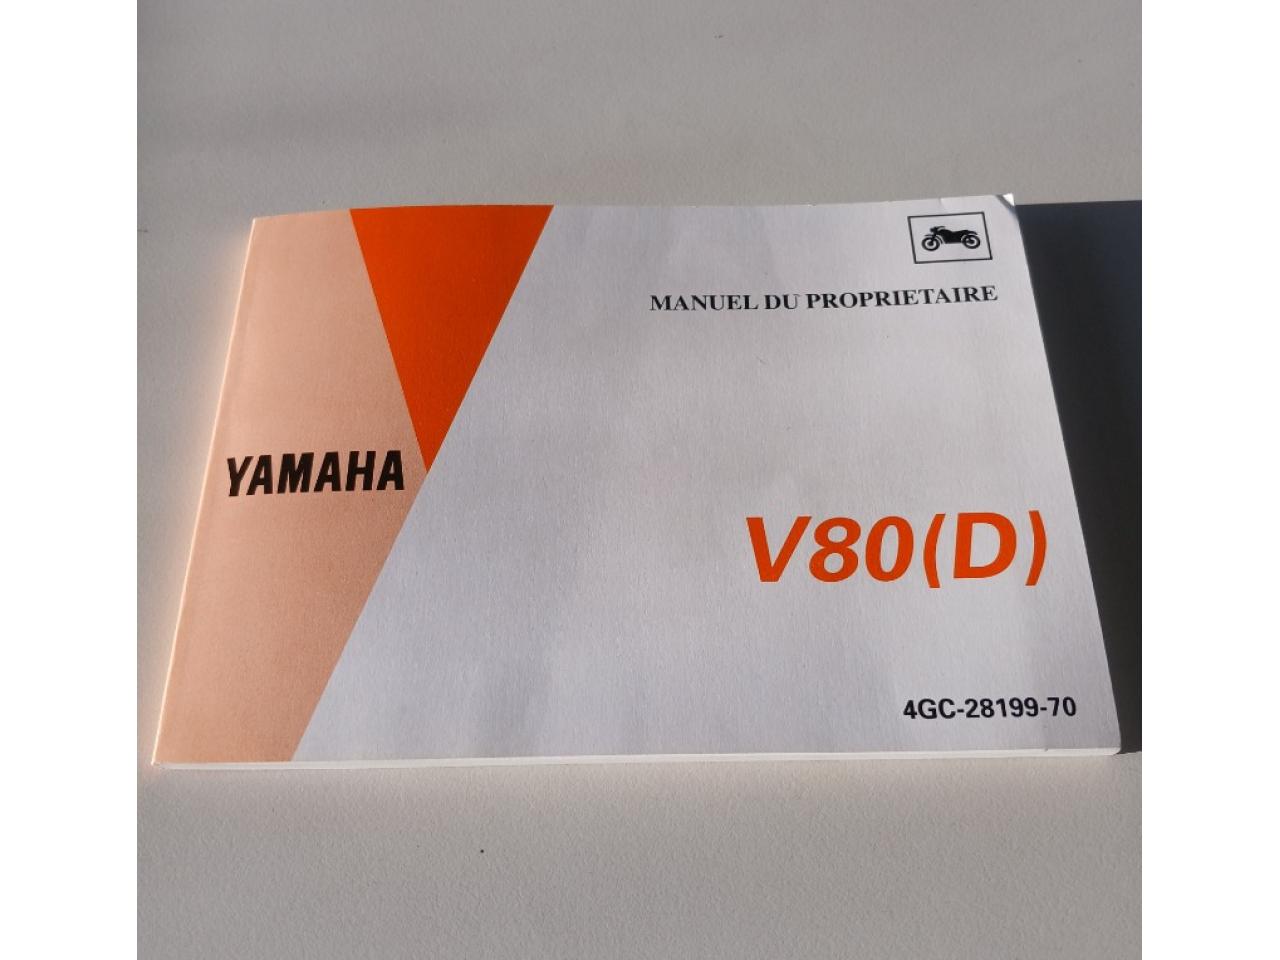 MANUEL DU PROPRIETAIRE
YAMAHA
V80(D)
4GC-28199-70